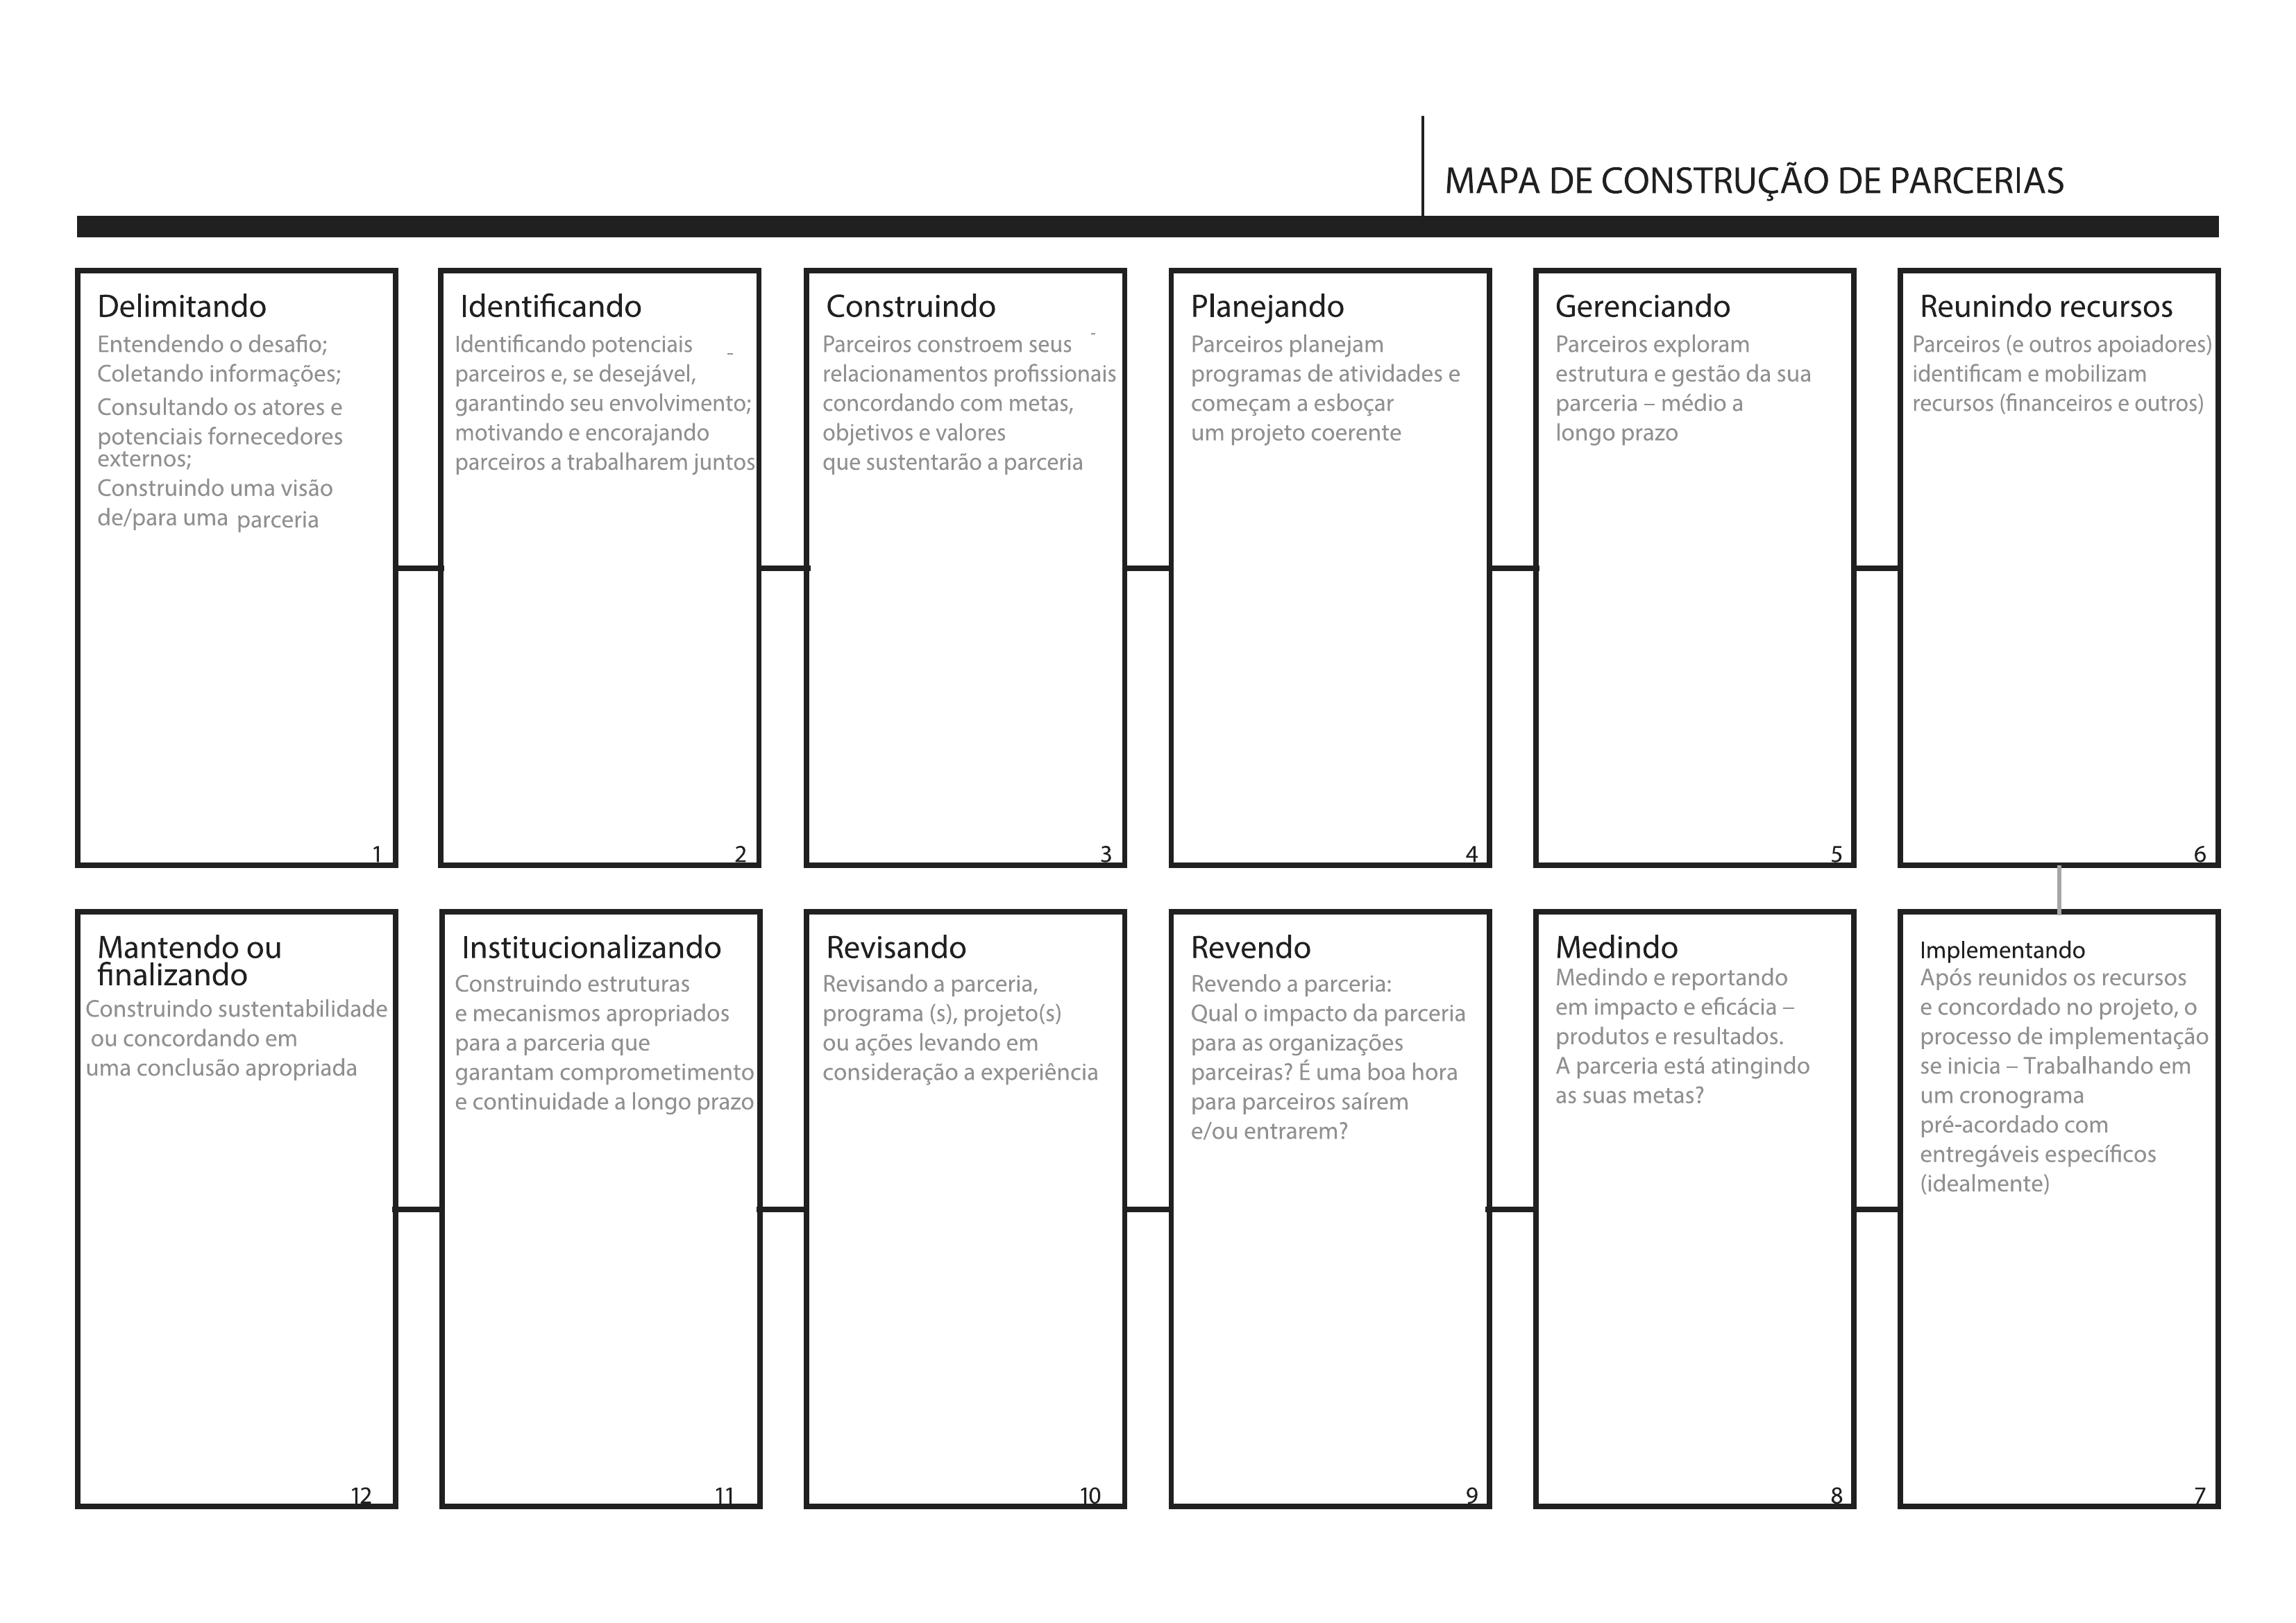 MAPA DE CONSTRUÇÃO DE PARCERIAS
Delimitando
Entendendo o desafio;
Coletando informações;
Consultando os atores e
potenciais fornecedores
externos;
Construindo uma visão
de/para uma parceria
1
Identificando
Identificando potenciais
parceiros e, se desejável,
garantindo seu envolvimento;
motivando e encorajando
parceiros a trabalharem juntos
2
Construindo
Parceiros constroem seus
relacionamentos profissionais
concordando com metas,
objetivos e valores
que sustentarão a parceria
3
Planejando
Parceiros planejam
programas de atividades e
começam a esboçar
um projeto coerente
4
Gerenciando
Parceiros exploram
estrutura e gestão da sua
parceria – médio a
longo prazo
5
Reunindo recursos
Parceiros (e outros apoiadores)
identificam e mobilizam
recursos (financeiros e outros)
6
Mantendo ou
finalizando
Construindo sustentabilidade
ou concordando em
uma conclusão apropriada
12
Institucionalizando
Construindo estruturas
e mecanismos apropriados
para a parceria que
garantam comprometimento
e continuidade a longo prazo
11
Revisando
Revisando a parceria,
programa (s), projeto(s)
ou ações levando em
consideração a experiência
10
Revendo
Revendo a parceria:
Qual o impacto da parceria
para as organizações
parceiras? É uma boa hora
para parceiros saírem
e/ou entrarem?
9
Medindo
Medindo e reportando
em impacto e eficácia –
produtos e resultados.
A parceria está atingindo
as suas metas?
8
Implementando
Após reunidos os recursos
e concordado no projeto, o
processo de implementação
se inicia – Trabalhando em
um cronograma
pré-acordado com
entregáveis específicos
(idealmente)
7